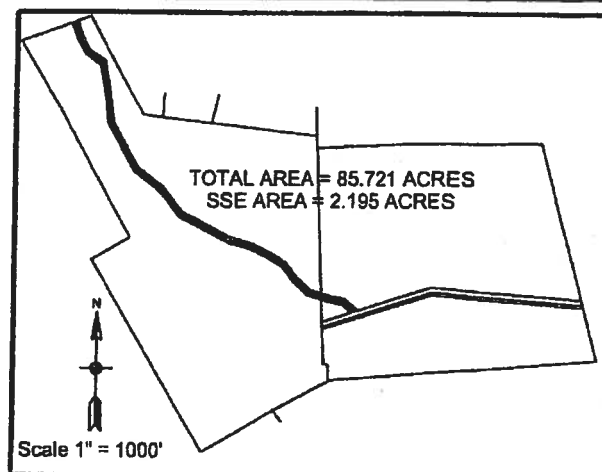 TOTAL AREA = 85.721 ACRES
SSE AREA = 2.195 ACRES
N
Scale 1" = 1000'